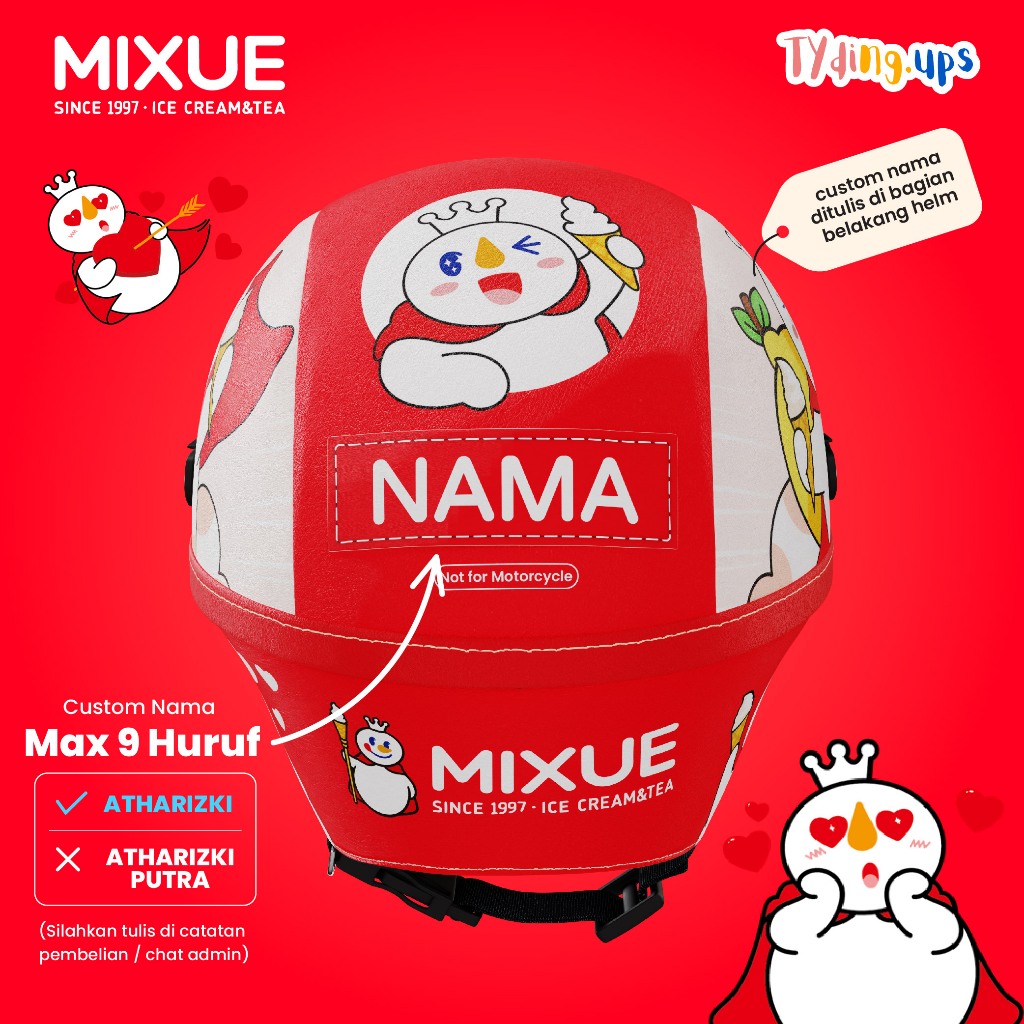 MIXUE
SINCE 1997 · ICE CREAM&TEA
TYding.ups
custom nama
ditulis di bagian
belakang helm
NAMA
Not for Motorcycle
Custom Nama
Max 9 Huruf
ATHARIZKI
ATHARIZKI
PUTRA
(Silahkan tulis di catatan
pembelian / chat admin)
MIXUE
SINCE 1997 · ICE CREAM&TEA